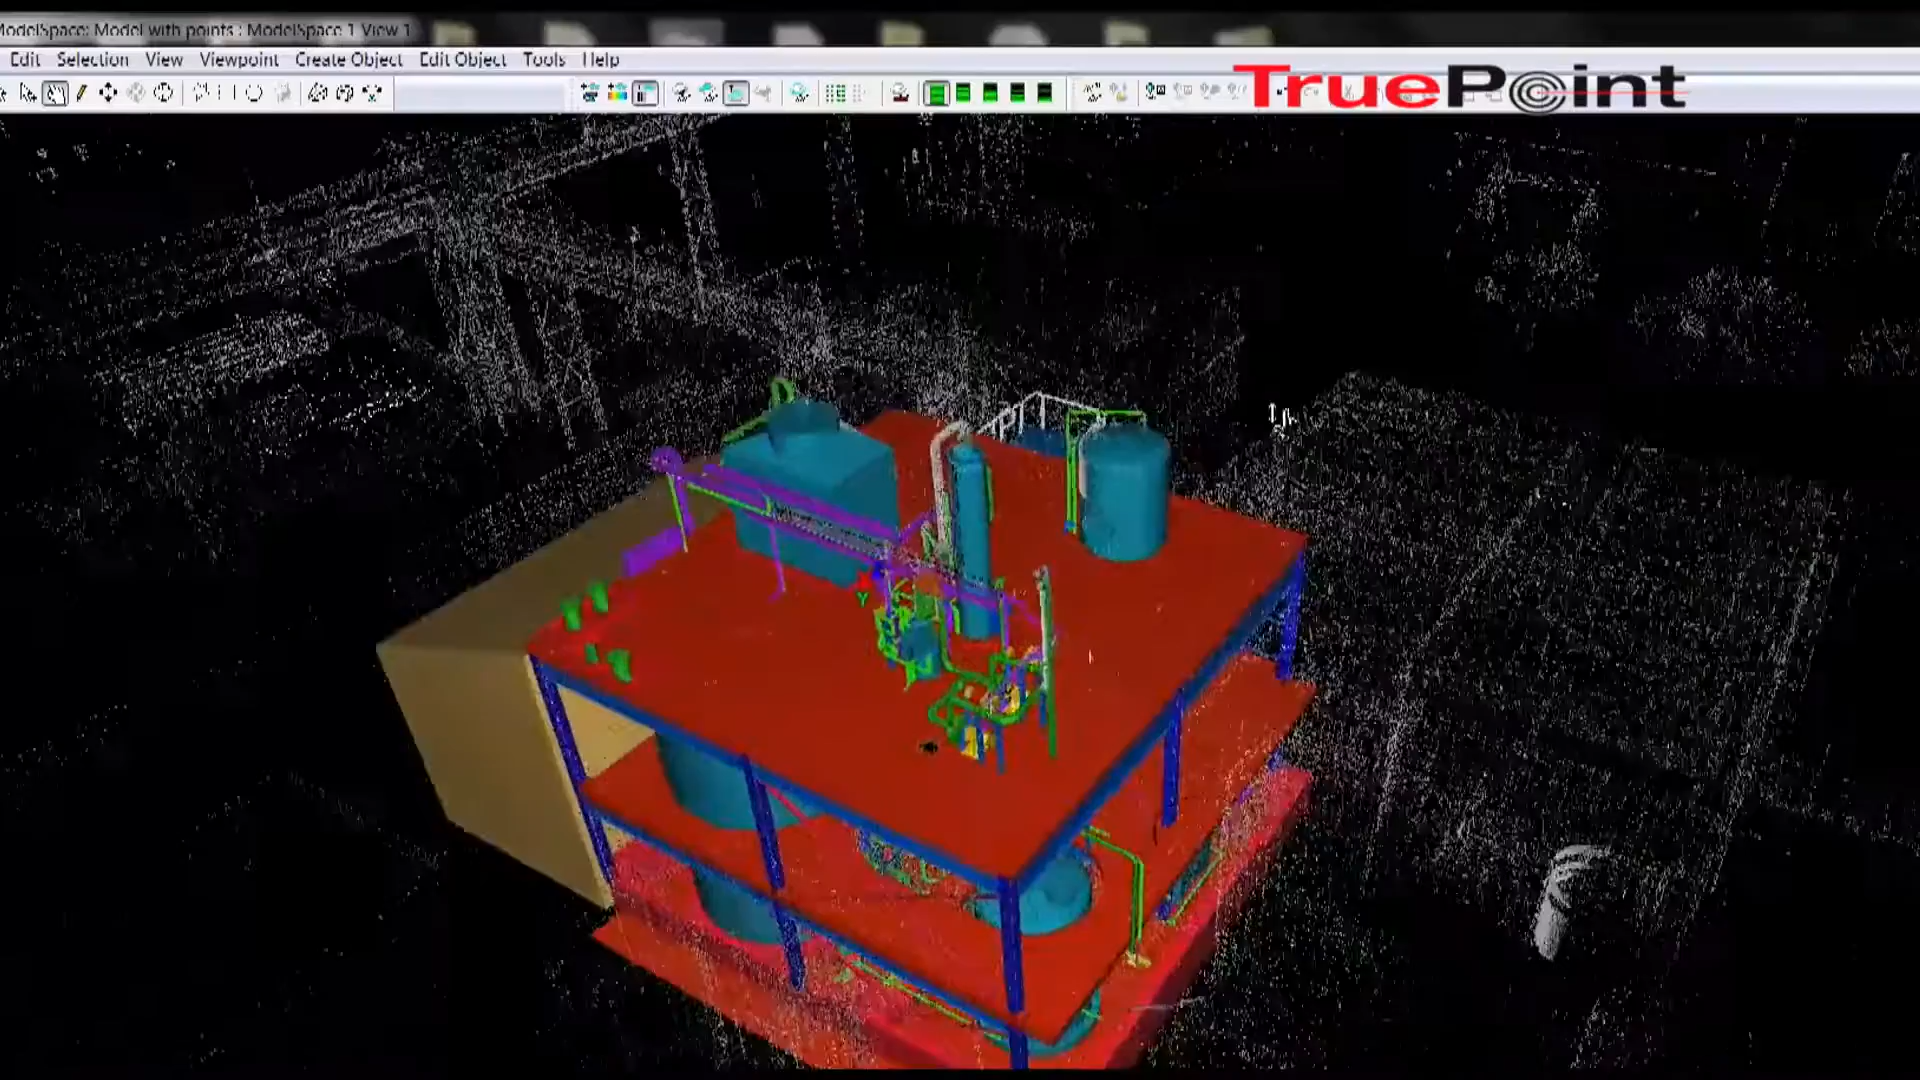 ModelSpace: Model with points : ModelSpace 1 View 1
Edit Selection View Viewpoint Create Object Edit Object Tools Help
TruePoint
Y